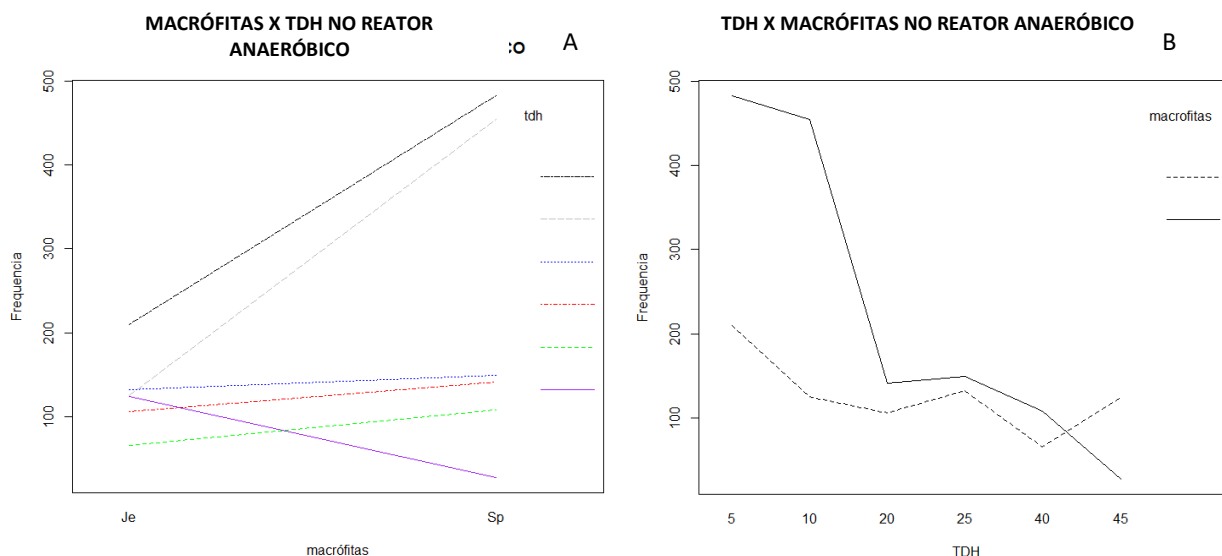 MACRÓFITAS X TDH NO REATOR
ANAERÓBICO
CO
A
500
400
300
200
100
Frequencia
tdh
Je
Sp
macrófitas
TDH X MACRÓFITAS NO REATOR ANAERÓBICO
B
500
400
300
200
100
Frequencia
macrofitas
5 10 20 25 40 45
TDH